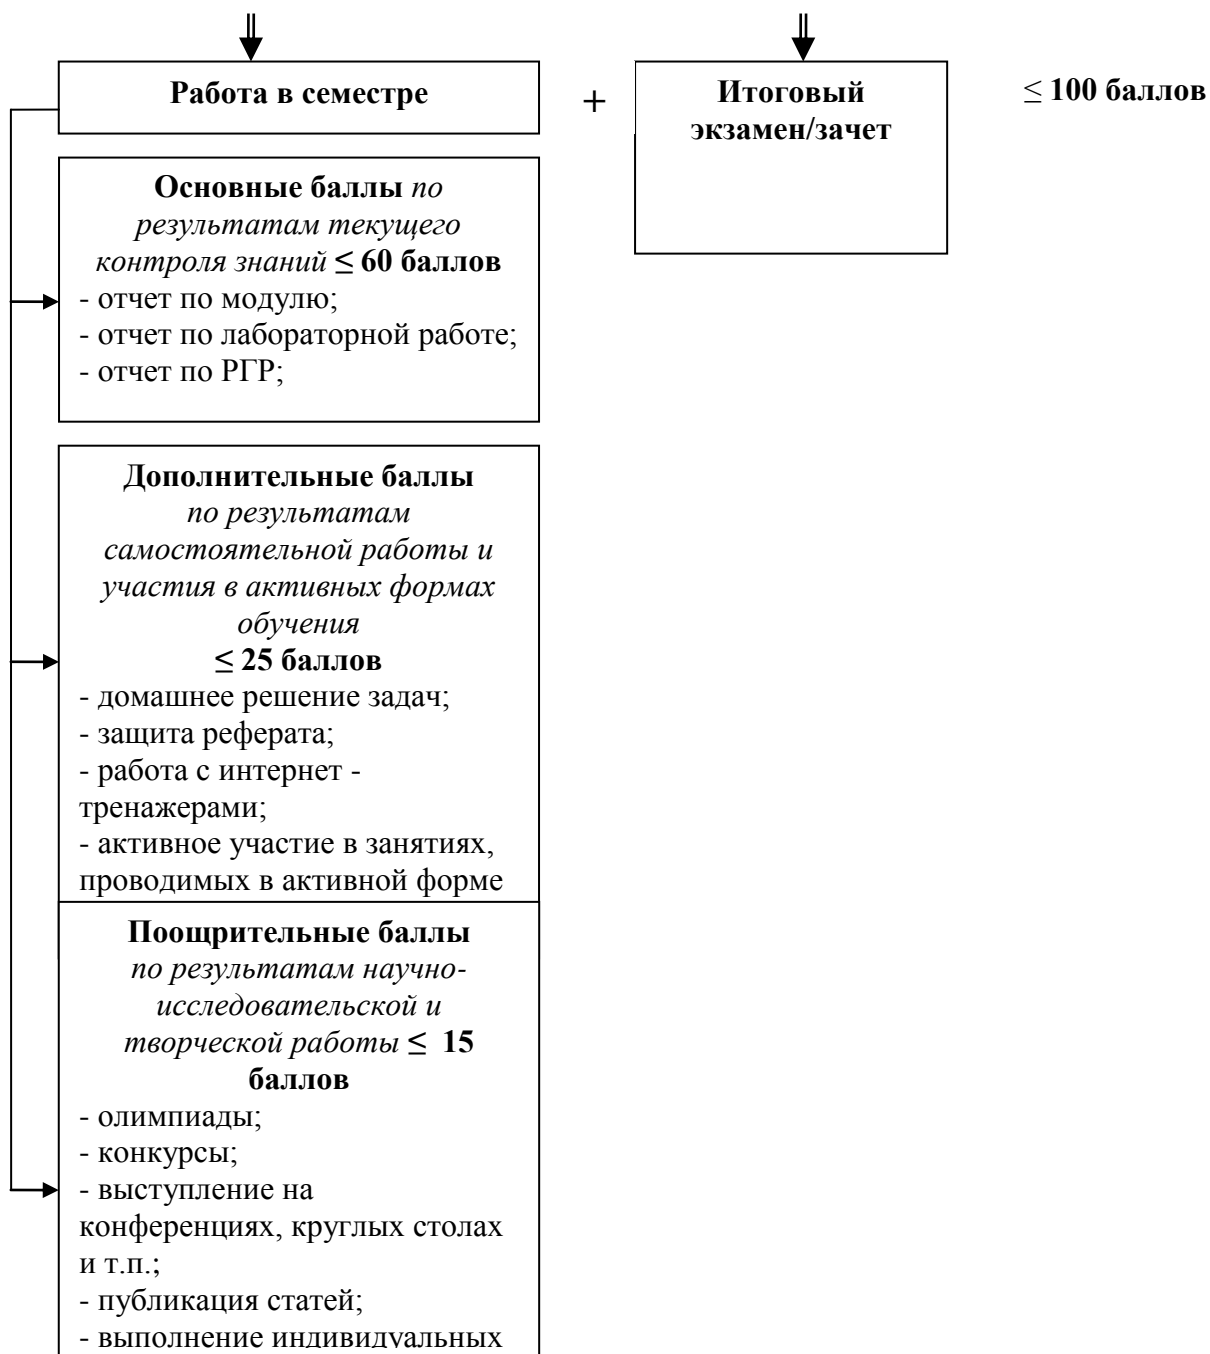 Работа в семестре
+
Итоговый
экзамен/зачет
≤ 100 баллов
Основные баллы по
результатам текущего
контроля знаний ≤ 60 баллов
- отчет по модулю;
- отчет по лабораторной работе;
- отчет по РГР;
Дополнительные баллы
по результатам
самостоятельной работы и
участия в активных формах
обучения
≤ 25 баллов
- домашнее решение задач;
- защита реферата;
- работа с интернет -
тренажерами;
- активное участие в занятиях,
проводимых в активной форме
Поощрительные баллы
по результатам научно-
исследовательской и
творческой работы ≤ 15
баллов
- олимпиады;
- конкурсы;
- выступление на
конференциях, круглых столах
и т.п.;
- публикация статей;
- выполнение индивидуальных